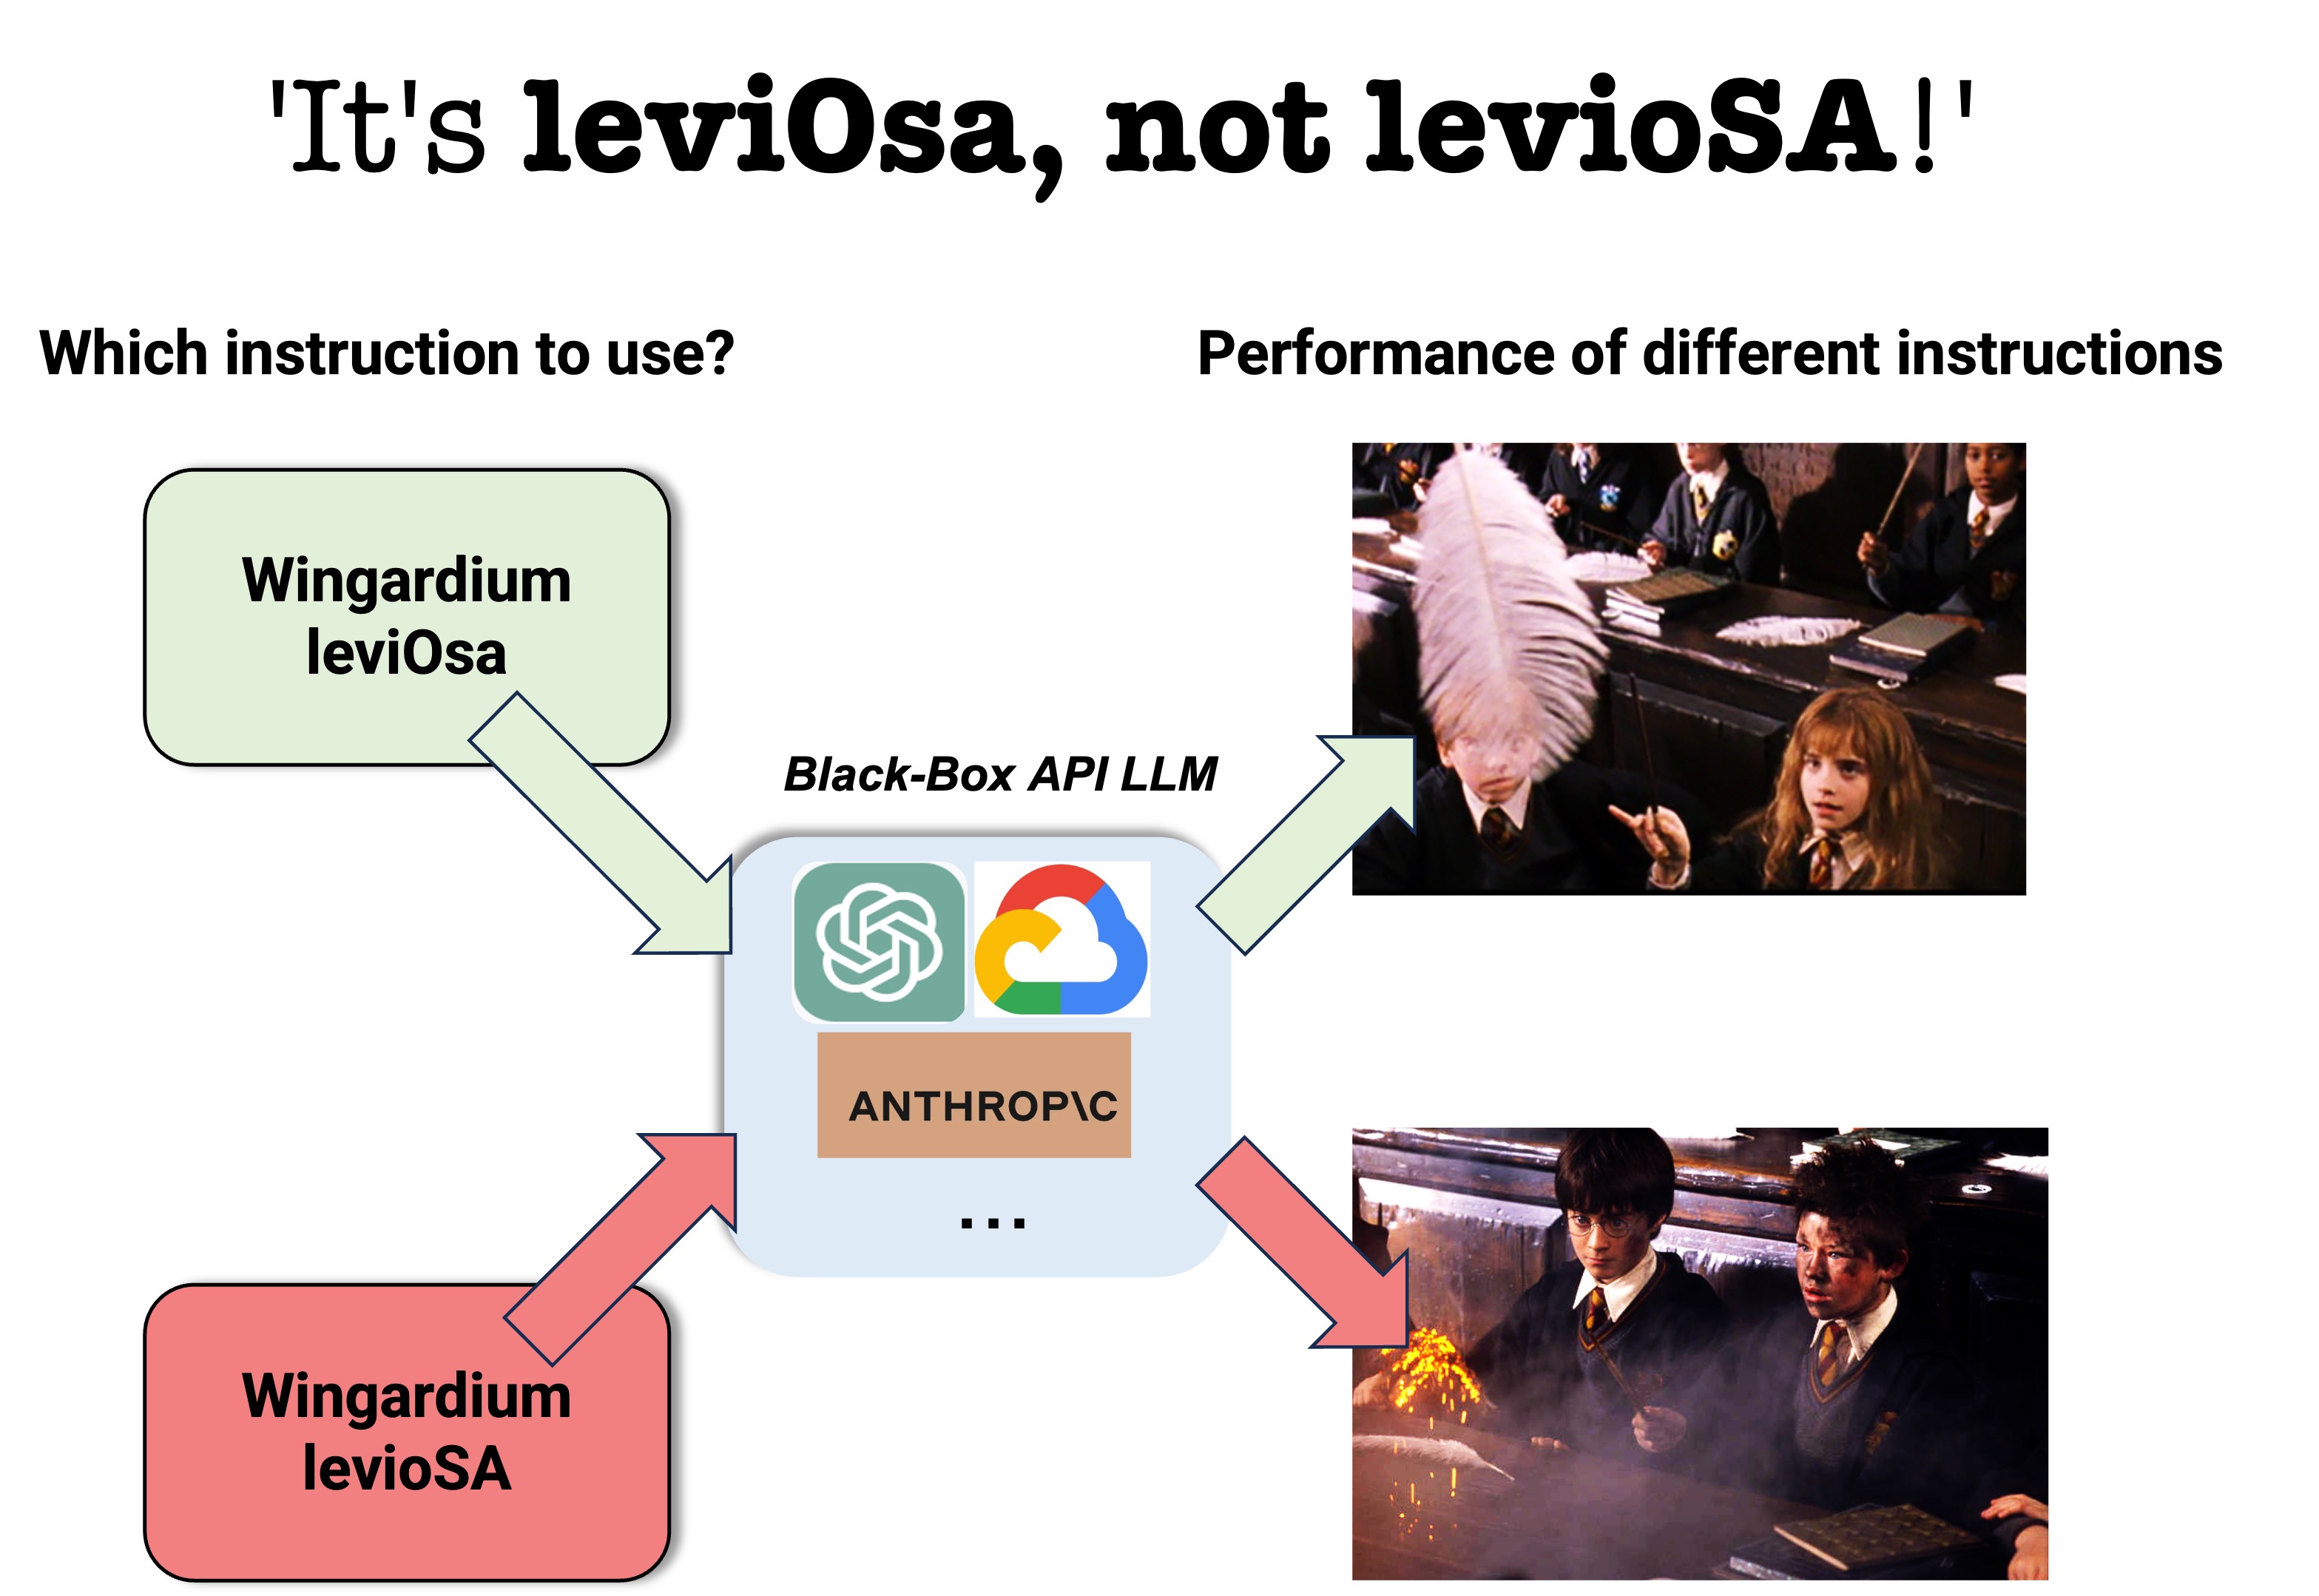 'It's leviOsa, not levioSA!'
Which instruction to use?
Performance of different instructions
Wingardium
leviOsa
Black-Box API LLM
ANTHROP\C
...
Wingardium
levioSA